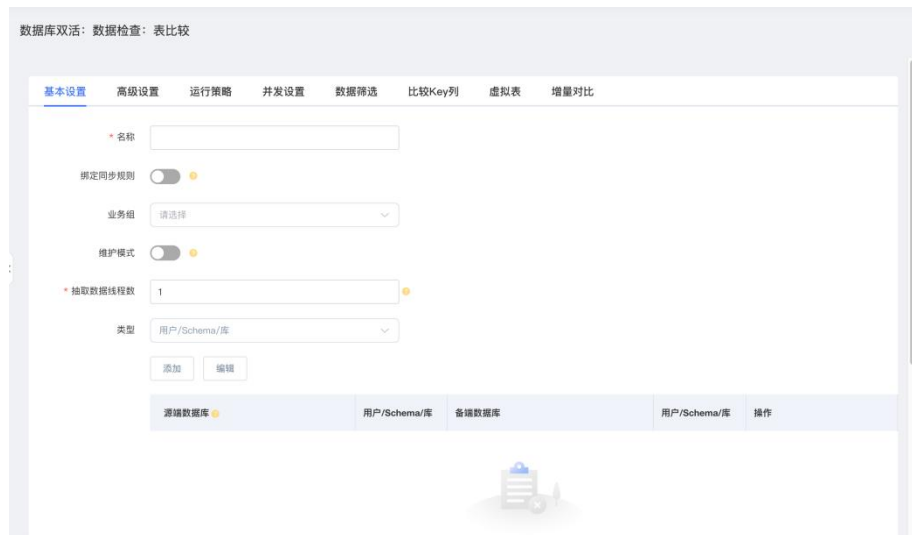 数据库双活：数据检查：表比较
基本设置 高级设置 运行策略 并发设置 数据筛选 比较Key列 虚拟表 增量对比
* 名称
绑定同步规则
业务组 请选择
维护模式
* 抽取数据线程数 1
类型 用户/Schema/库
添加 编辑
源端数据库 用户/Schema/库 备端数据库 用户/Schema/库 操作